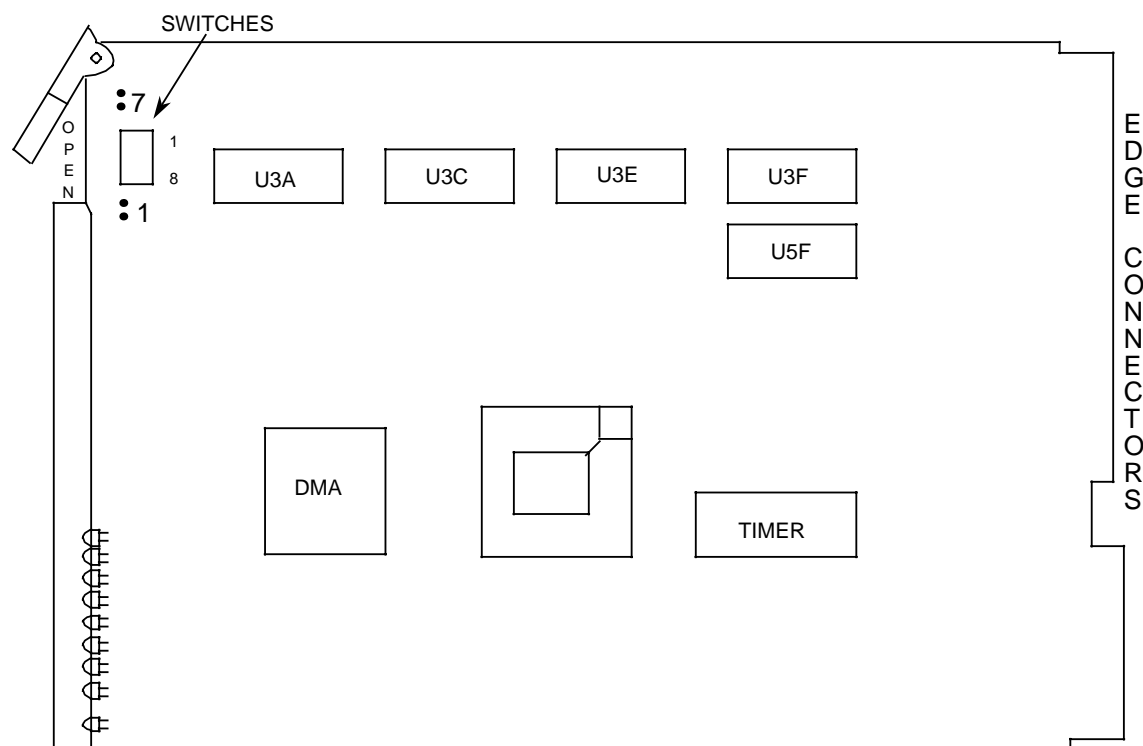 SWITCHES
7
OPEN
1
8
1
U3A
U3C
U3E
U3F
U5F
EDGE CONNECTORS
DMA
TIMER